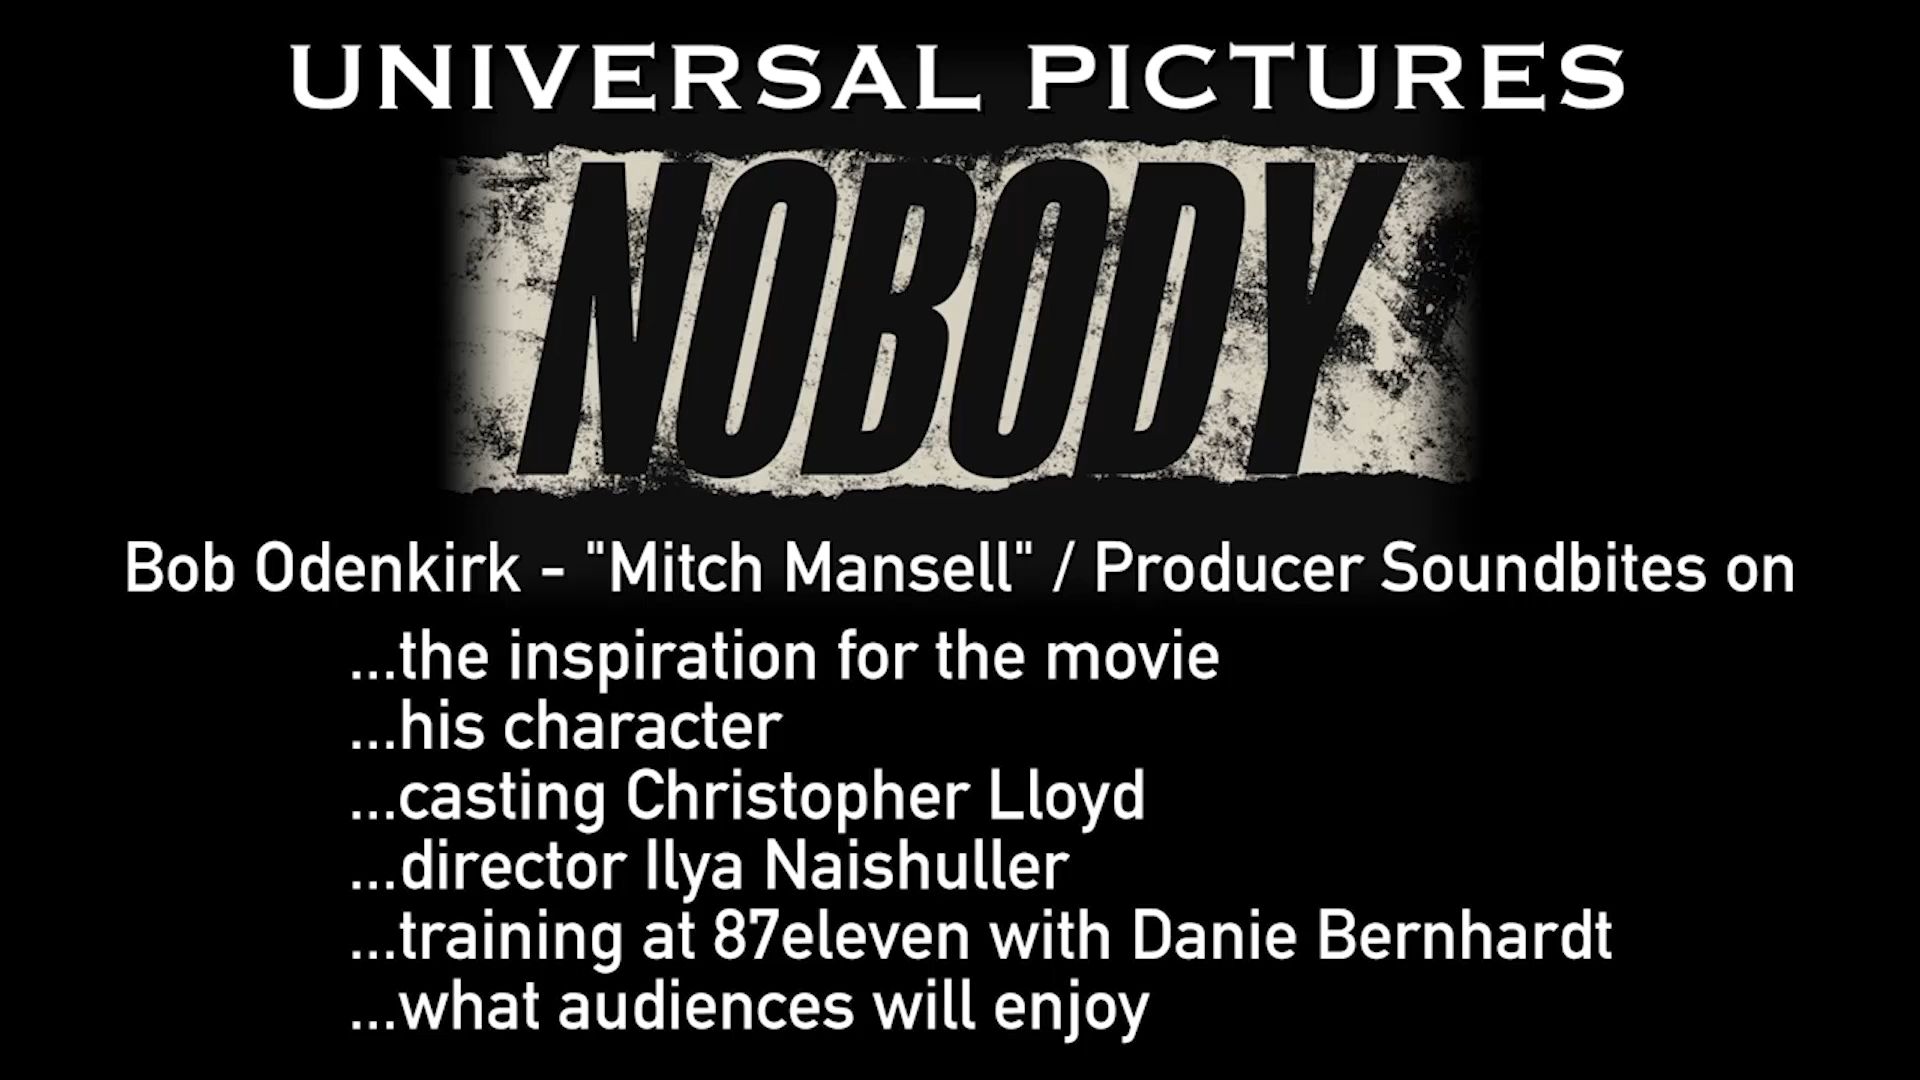 UNIVERSAL PICTURES
NOBODY
Bob Odenkirk - "Mitch Mansell" / Producer Soundbites on
...the inspiration for the movie
...his character
...casting Christopher Lloyd
...director Ilya Naishuller
...training at 87eleven with Danie Bernhardt
...what audiences will enjoy